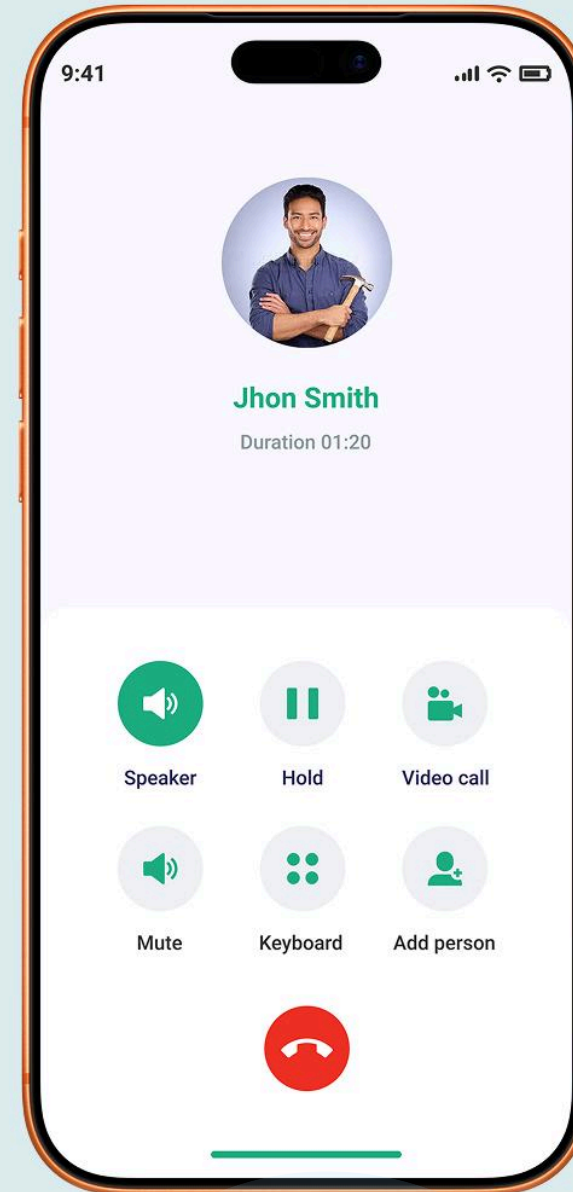 9:41
Jhon Smith
Duration 01:20
Speaker Hold Video call
Mute Keyboard Add person